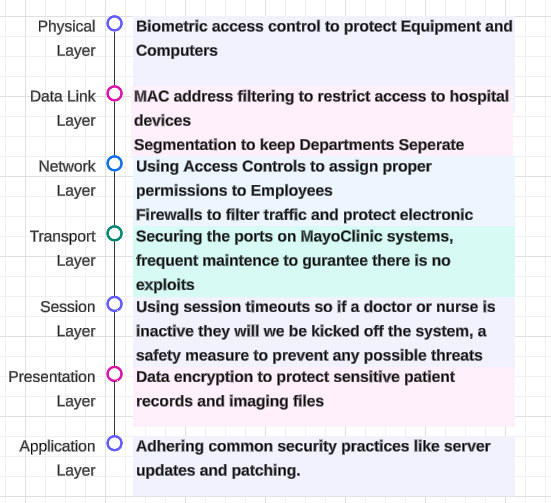 Physical
Layer
Biometric access control to protect Equipment and
Computers
Data Link
Layer
MAC address filtering to restrict access to hospital
devices
Segmentation to keep Departments Seperate
Network
Layer
Using Access Controls to assign proper
permissions to Employees
Firewalls to filter traffic and protect electronic
Transport
Layer
Securing the ports on MayoClinic systems,
frequent maintence to gurantee there is no
exploits
Session
Layer
Using session timeouts so if a doctor or nurse is
inactive they will we be kicked off the system, a
safety measure to prevent any possible threats
Presentation
Layer
Data encryption to protect sensitive patient
records and imaging files
Application
Layer
Adhering common security practices like server
updates and patching.